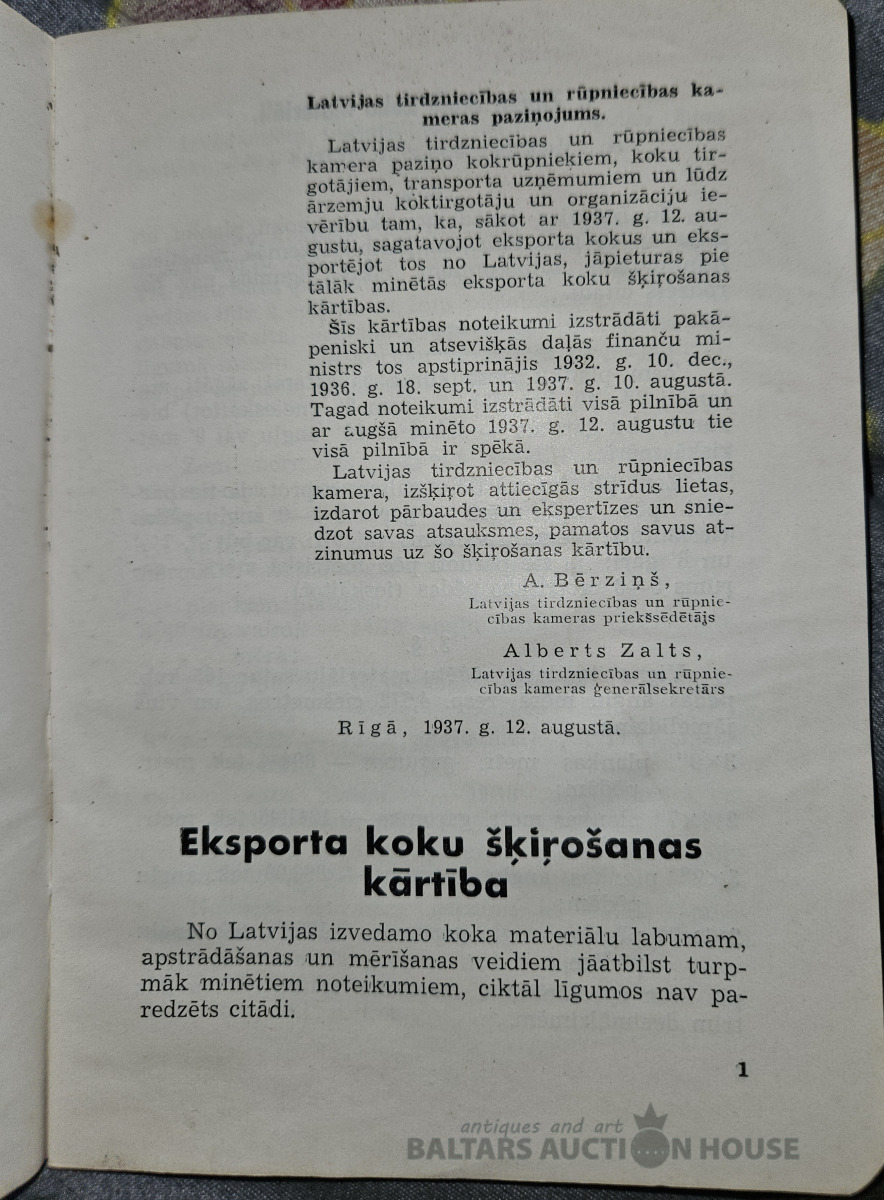 Latvijas tirdzniecības un rūpniecības ka-
meras paziņojums.
Latvijas tirdzniecības un rūpniecības
kamera paziņo kokrūpniekiem, koku tir-
gotājiem, transporta uzņēmumiem un lūdz
ārzemju koktirgotāju un organizāciju ie-
vērību tam, ka, sākot ar 1937. g. 12. au-
gustu, sagatavojot eksporta kokus un eks-
portējot tos no Latvijas, jāpieturas pie
tālāk minētās eksporta koku šķiŗošanas
kārtības.
Šīs kārtības noteikumi izstrādāti pakā-
peniski un atsevišķās daļās finanču mi-
nistrs tos apstiprinājis 1932. g. 10. dec.,
1936. g. 18. sept. un 1937. g. 10. augustā.
Tagad noteikumi izstrādāti visā pilnībā un
ar augšā minēto 1937. g. 12. augustu tie
visā pilnībā ir spēkā.
Latvijas tirdzniecības un rūpniecības
kamera, izšķiŗot attiecīgās strīdus lietas,
izdarot pārbaudes un ekspertīzes un snie-
dzot savas atsauksmes, pamatos savus at-
zinumus uz šo šķiŗošanas kārtību.
A. Bērziņš,
Latvijas tirdzniecības un rūpnie-
cības kameras priekšsēdētājs
Alberts Zalts,
Latvijas tirdzniecības un rūpnie-
cības kameras ģenerālsekretārs
Rīgā, 1937. g. 12. augustā.
Eksporta koku šķiŗošanas
kārtība
No Latvijas izvedamo koka materiālu labumam,
apstrādāšanas un mērīšanas veidiem jāatbilst turp-
māk minētiem noteikumiem, ciktāl līgumos nav pa-
redzēts citādi.
1
antiques and art
BALTARS AUCTION HOUSE